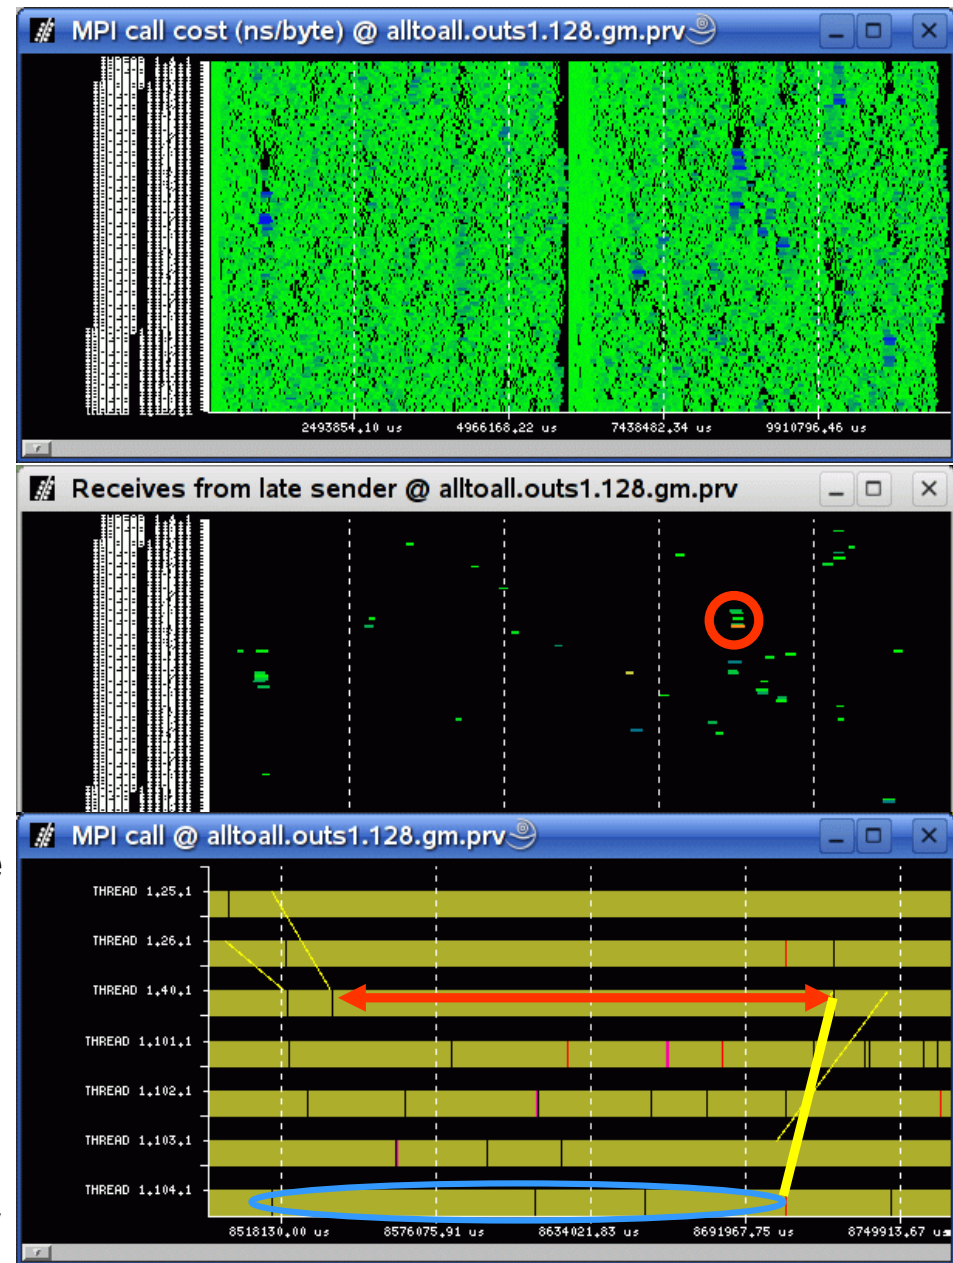 MPI call cost (ns/byte) @ alltoall.outs1.128.gm.prv
2493854,10 us 4966168,22 us 7438482,34 us 9910796,46 us
Receives from late sender @ alltoall.outs1.128.gm.prv
MPI call @ alltoall.outs1.128.gm.prv
e
THREAD 1,25,1
THREAD 1,26,1
THREAD 1,40,1
THREAD 1,101,1
THREAD 1,102,1
THREAD 1,103,1
THREAD 1,104,1
8518130,00 us 8576075,91 us 8634021,83 us 8691967,75 us 8749913,67 us